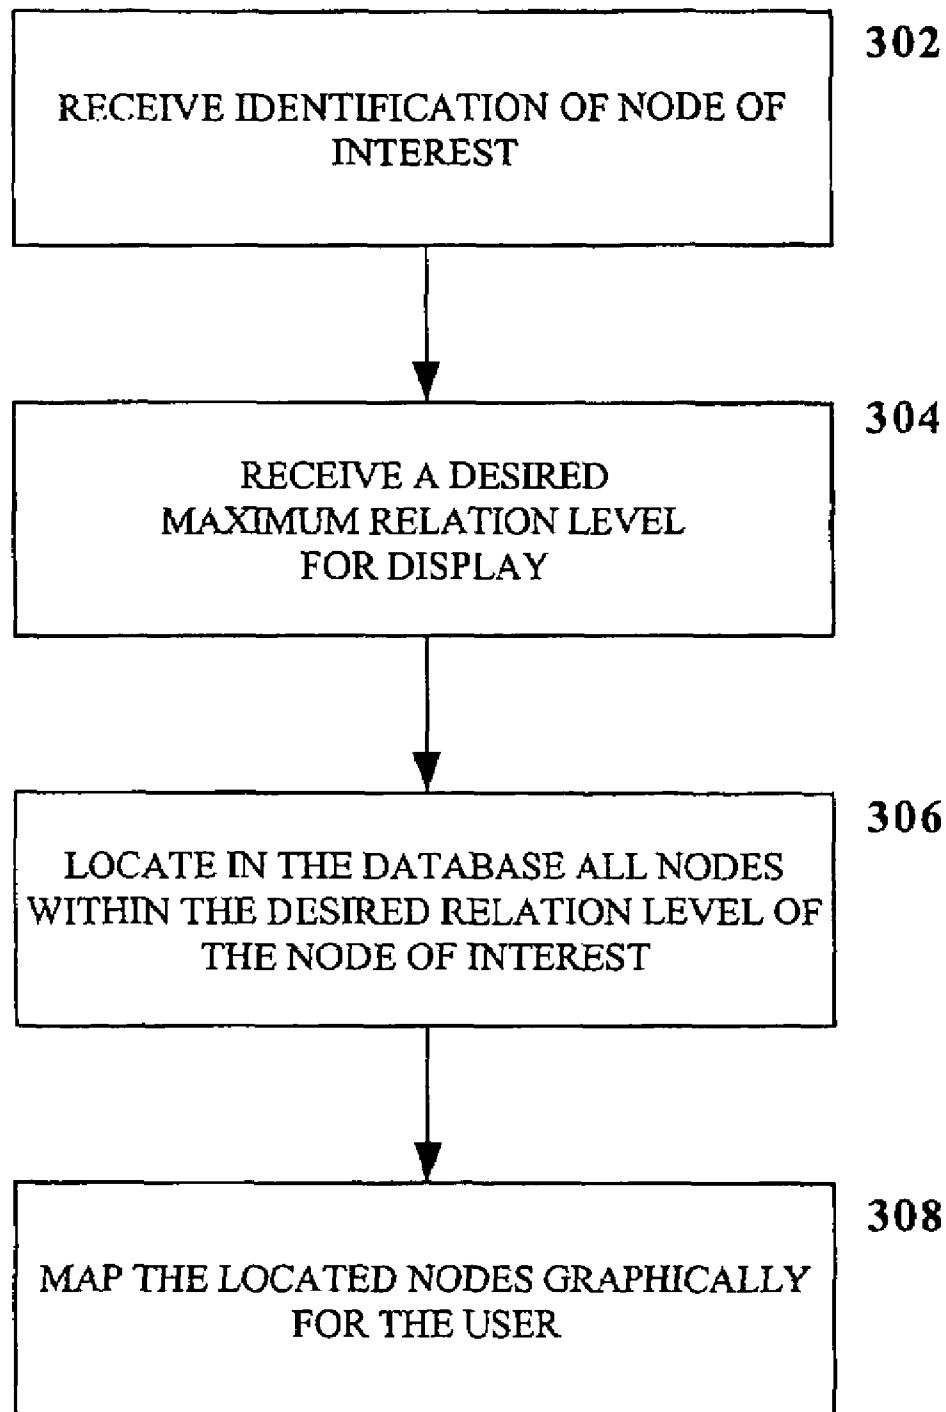 302
RECEIVE IDENTIFICATION OF NODE OF
INTEREST
304
RECEIVE A DESIRED
MAXIMUM RELATION LEVEL
FOR DISPLAY
306
LOCATE IN THE DATABASE ALL NODES
WITHIN THE DESIRED RELATION LEVEL OF
THE NODE OF INTEREST
308
MAP THE LOCATED NODES GRAPHICALLY
FOR THE USER